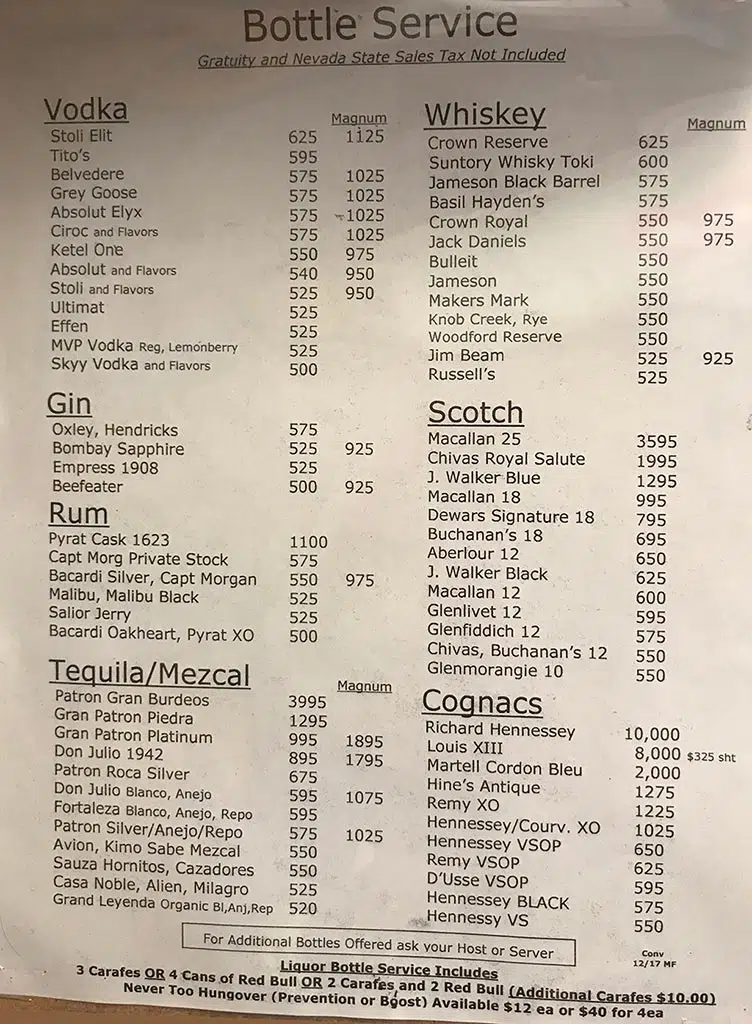 Bottle Service
Gratuity and Nevada State Sales Tax Not Included
Vodka Magnum
Stoli Elit 625 1125
Tito's 595
Belvedere 575 1025
Grey Goose 575 1025
Absolut Elyx 575 1025
Ciroc and Flavors 575 1025
Ketel One 550 975
Absolut and Flavors 540 950
Stoli and Flavors 525 950
Ultimat 525
Effen 525
MVP Vodka Reg, Lemonberry 525
Skyy Vodka and Flavors 500
Gin
Oxley, Hendricks 575
Bombay Sapphire 525 925
Empress 1908 525
Beefeater 500 925
Rum
Pyrat Cask 1623 1100
Capt Morg Private Stock 575
Bacardi Silver, Capt Morgan 550 975
Malibu, Malibu Black 525
Salior Jerry 525
Bacardi Oakheart, Pyrat XO 500
Tequila/Mezcal Magnum
Patron Gran Burdeos 3995
Gran Patron Piedra 1295
Gran Patron Platinum 995 1895
Don Julio 1942 895 1795
Patron Roca Silver 675
Don Julio Blanco, Anejo 595 1075
Fortaleza Blanco, Anejo, Repo 595
Patron Silver/Anejo/Repo 575 1025
Avion, Kimo Sabe Mezcal 550
Sauza Hornitos, Cazadores 550
Casa Noble, Alien, Milagro 525
Grand Leyenda Organic Bl,Anj,Rep 520
Whiskey Magnum
Crown Reserve 625
Suntory Whisky Toki 600
Jameson Black Barrel 575
Basil Hayden's 575
Crown Royal 550 975
Jack Daniels 550 975
Bulleit 550
Jameson 550
Makers Mark 550
Knob Creek, Rye 550
Woodford Reserve 550
Jim Beam 525 925
Russell's 525
Scotch
Macallan 25 3595
Chivas Royal Salute 1995
J. Walker Blue 1295
Macallan 18 995
Dewars Signature 18 795
Buchanan's 18 695
Aberlour 12 650
J. Walker Black 625
Macallan 12 600
Glenlivet 12 595
Glenfiddich 12 575
Chivas, Buchanan's 12 550
Glenmorangie 10 550
Cognacs
Richard Hennessey 10,000
Louis XIII 8,000 $325 sht
Martell Cordon Bleu 2,000
Hine's Antique 1275
Remy XO 1225
Hennessey/Courv. XO 1025
Hennessey VSOP 650
Remy VSOP 625
D'Usse VSOP 595
Hennessey BLACK 575
Hennessy VS 550
For Additional Bottles Offered ask your Host or Server
Conv
12/17 MF
Liquor Bottle Service Includes
3 Carafes OR 4 Cans of Red Bull OR 2 Carafes and 2 Red Bull (Additional Carafes $10.00)
Never Too Hungover (Prevention or Boost) Available $12 ea or $40 for 4ea